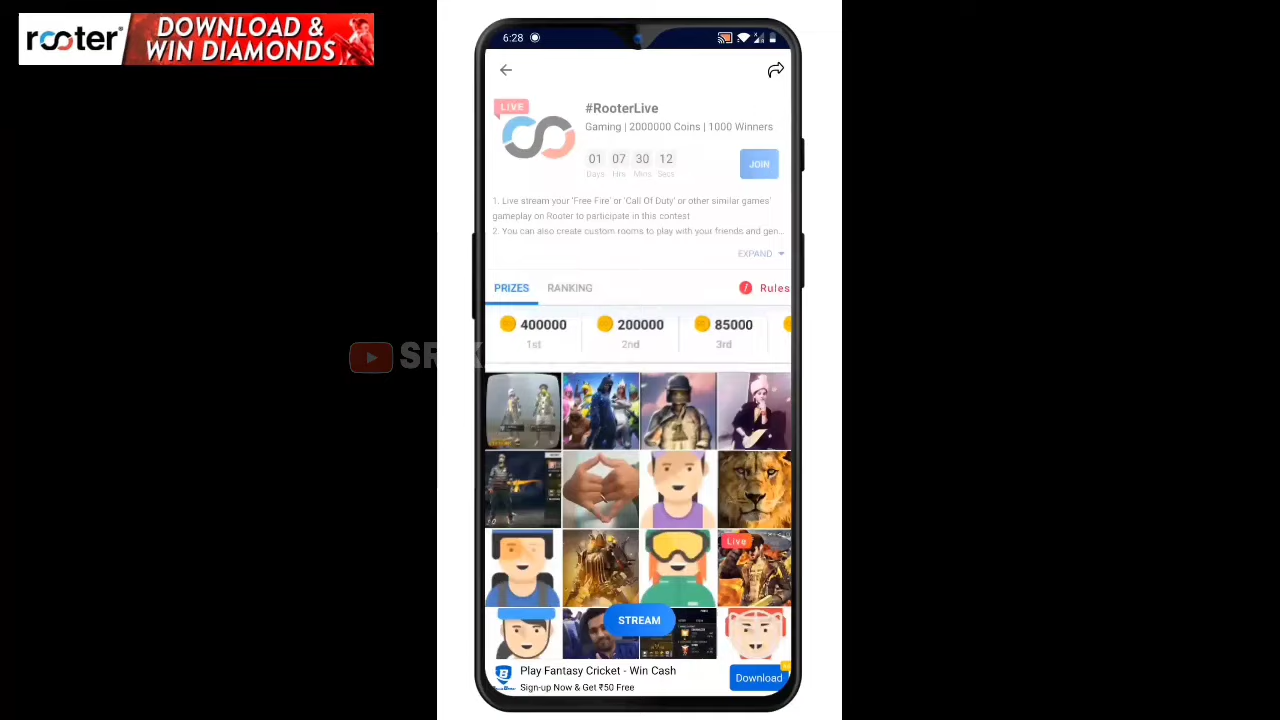 rooter
DOWNLOAD &
WIN DIAMONDS
6:28
LIVE
#RooterLive
Gaming | 2000000 Coins | 1000 Winners
01 07 30 12
Days Hrs Mins Secs
JOIN
1. Live stream your 'Free Fire' or 'Call Of Duty' or other similar games'
gameplay on Rooter to participate in this contest
2. You can also create custom rooms to play with your friends and gen...
EXPAND
PRIZES RANKING
Rules
400000 200000 85000
1st 2nd 3rd
Live
STREAM
Play Fantasy Cricket - Win Cash
Sign-up Now & Get ₹50 Free
Download